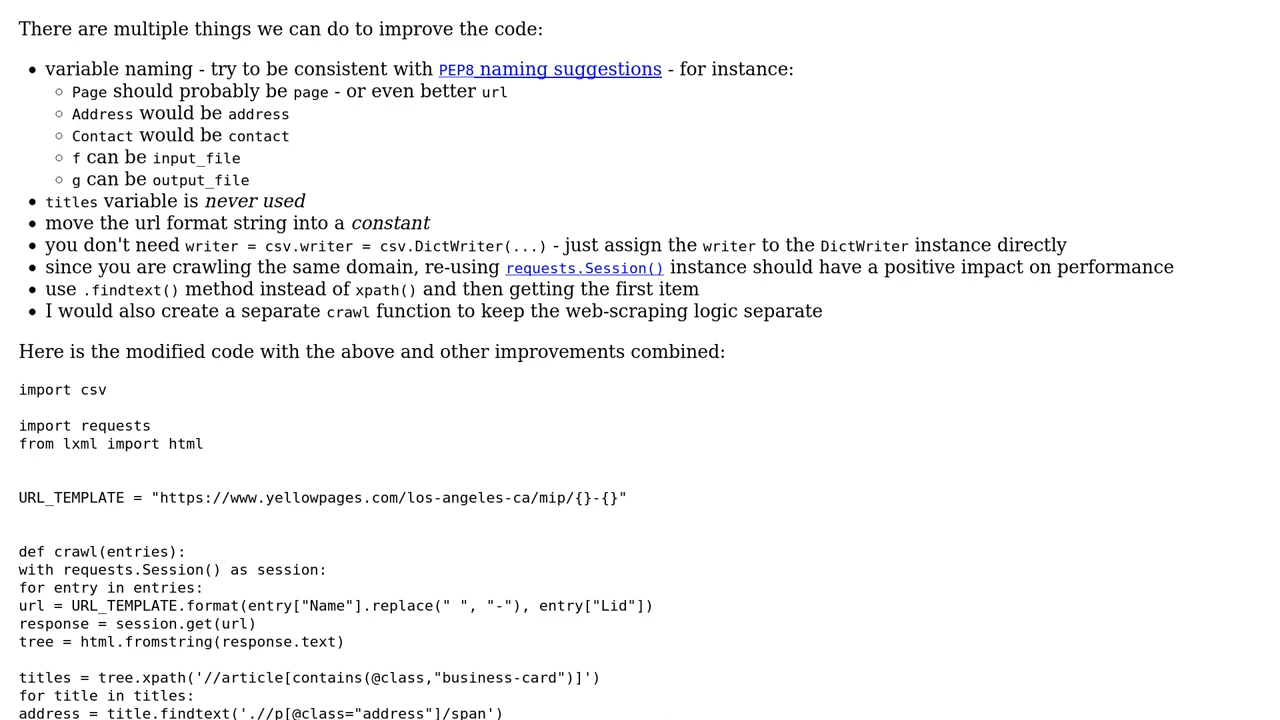 There are multiple things we can do to improve the code:
variable naming - try to be consistent with PEP8 naming suggestions - for instance:
Page should probably be page - or even better url
Address would be address
Contact would be contact
f can be input_file
g can be output_file
titles variable is never used
move the url format string into a constant
you don't need writer = csv.writer = csv.DictWriter(...) - just assign the writer to the DictWriter instance directly
since you are crawling the same domain, re-using requests.Session() instance should have a positive impact on performance
use .findtext() method instead of xpath() and then getting the first item
I would also create a separate crawl function to keep the web-scraping logic separate
Here is the modified code with the above and other improvements combined:
import csv
import requests
from lxml import html
URL_TEMPLATE = "https://www.yellowpages.com/los-angeles-ca/mip/{}-{}"
def crawl(entries):
with requests.Session() as session:
for entry in entries:
url = URL_TEMPLATE.format(entry["Name"].replace(" ", "-"), entry["Lid"])
response = session.get(url)
tree = html.fromstring(response.text)
titles = tree.xpath('//article[contains(@class,"business-card")]')
for title in titles:
address = title.findtext('.//p[@class="address"]/span')